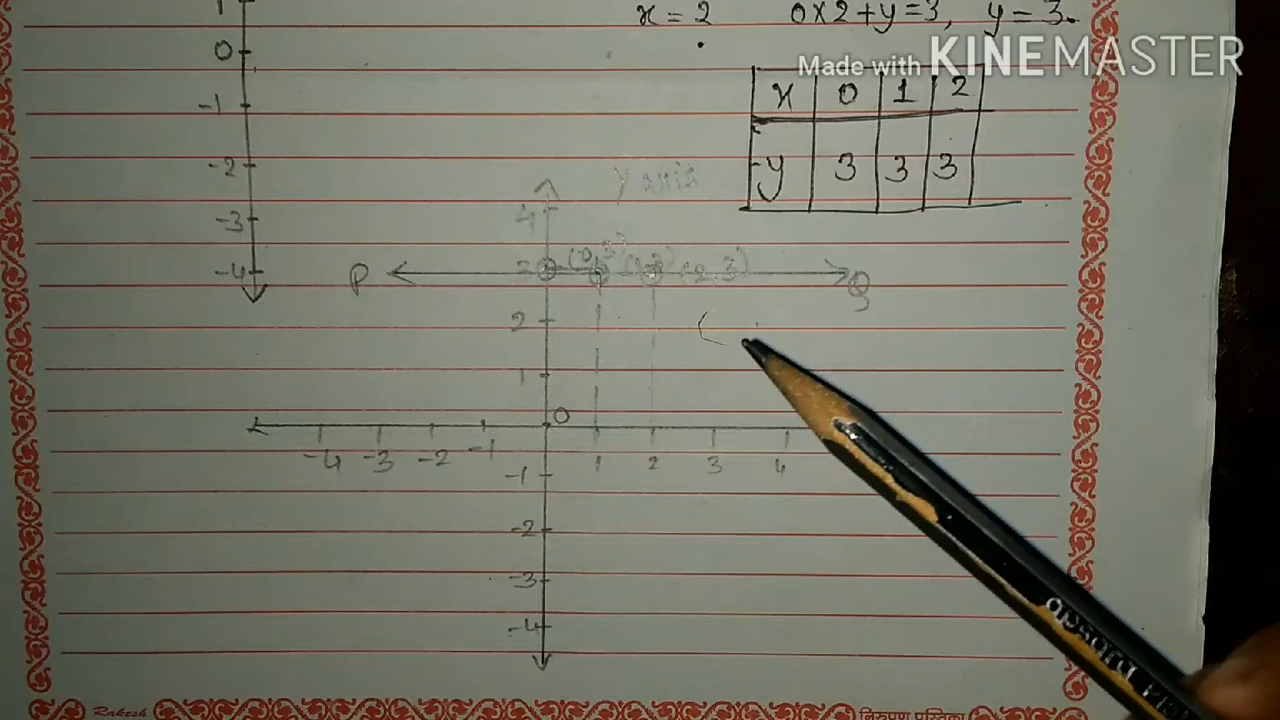 1
x = 2 0×2+y=3, y=3.
0
Made with KINEMASTER
x 0 1 2
-1
-2
y 3 3 3
Y axis
4
-3
-4
P (0,3) (1,3) (2,3) Q
3
2
1
0
-4 -3 -2 -1 1 2 3 4
-1
-2
-3
-4
Rakesh